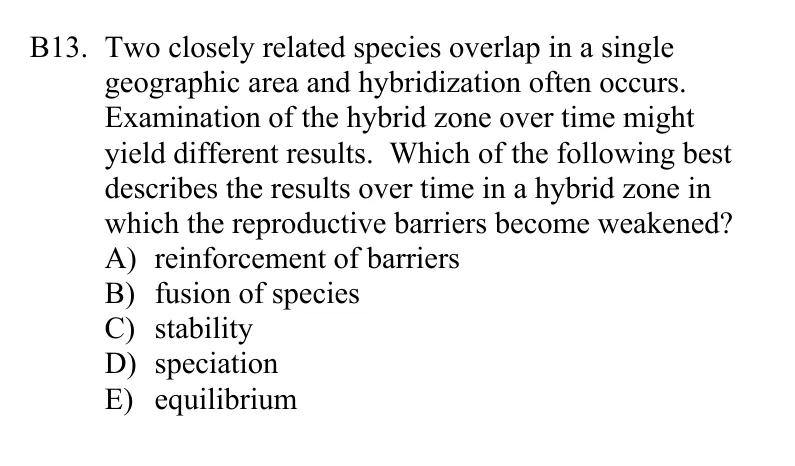 B13. Two closely related species overlap in a single
geographic area and hybridization often occurs.
Examination of the hybrid zone over time might
yield different results. Which of the following best
describes the results over time in a hybrid zone in
which the reproductive barriers become weakened?
A) reinforcement of barriers
B) fusion of species
C) stability
D) speciation
E) equilibrium